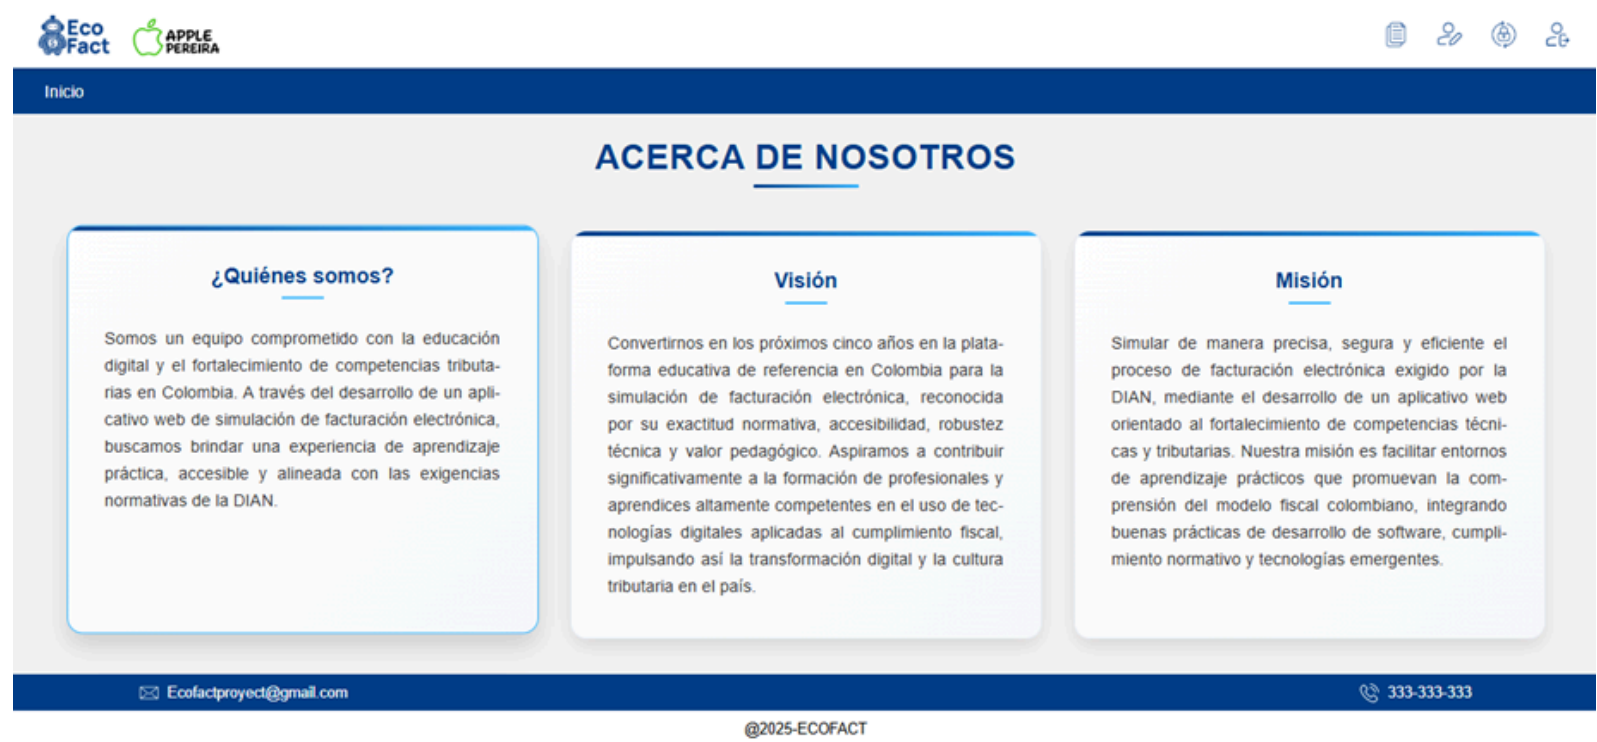 Eco
Fact
APPLE
PEREIRA
Inicio
ACERCA DE NOSOTROS
¿Quiénes somos?
Somos un equipo comprometido con la educación
digital y el fortalecimiento de competencias tributa-
rias en Colombia. A través del desarrollo de un apli-
cativo web de simulación de facturación electrónica,
buscamos brindar una experiencia de aprendizaje
práctica, accesible y alineada con las exigencias
normativas de la DIAN.
Visión
Convertirnos en los próximos cinco años en la plata-
forma educativa de referencia en Colombia para la
simulación de facturación electrónica, reconocida
por su exactitud normativa, accesibilidad, robustez
técnica y valor pedagógico. Aspiramos a contribuir
significativamente a la formación de profesionales y
aprendices altamente competentes en el uso de tec-
nologías digitales aplicadas al cumplimiento fiscal,
impulsando así la transformación digital y la cultura
tributaria en el país.
Misión
Simular de manera precisa, segura y eficiente el
proceso de facturación electrónica exigido por la
DIAN, mediante el desarrollo de un aplicativo web
orientado al fortalecimiento de competencias técni-
cas y tributarias. Nuestra misión es facilitar entornos
de aprendizaje prácticos que promuevan la com-
prensión del modelo fiscal colombiano, integrando
buenas prácticas de desarrollo de software, cumpli-
miento normativo y tecnologías emergentes.
Ecofactproyect@gmail.com
333-333-333
@2025-ECOFACT